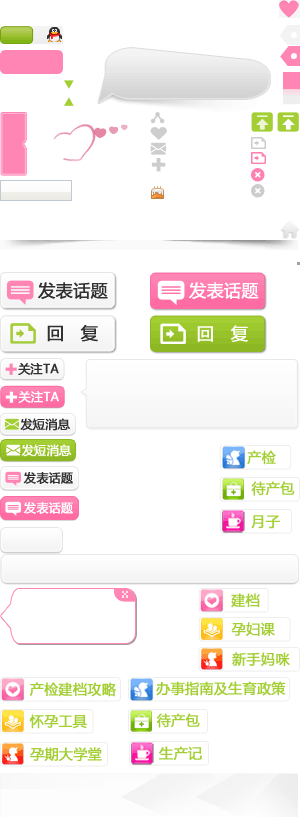 发表话题 发表话题
回 复 回 复
关注TA
关注TA
发短消息
发短消息
发表话题
发表话题
产检
待产包
月子
建档
孕妇课
新手妈咪
产检建档攻略 办事指南及生育政策
怀孕工具 待产包
孕期大学堂 生产记